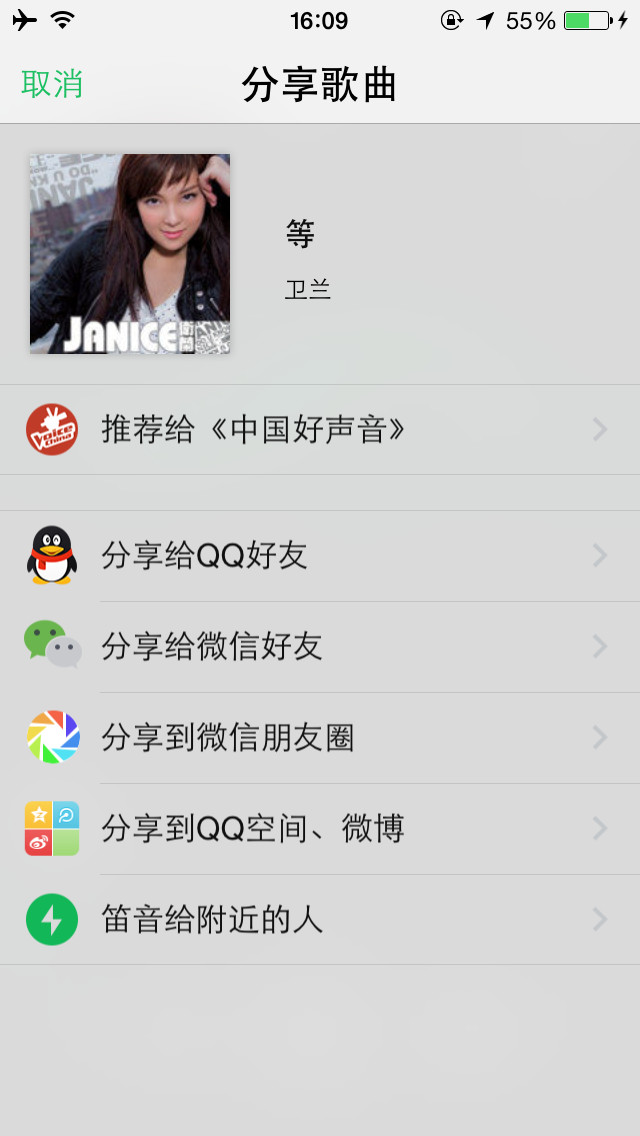 16:09
55%
取消
分享歌曲
JANICE
衛蘭
等
卫兰
Voice
China
推荐给《中国好声音》
分享给QQ好友
分享给微信好友
分享到微信朋友圈
分享到QQ空间、微博
笛音给附近的人